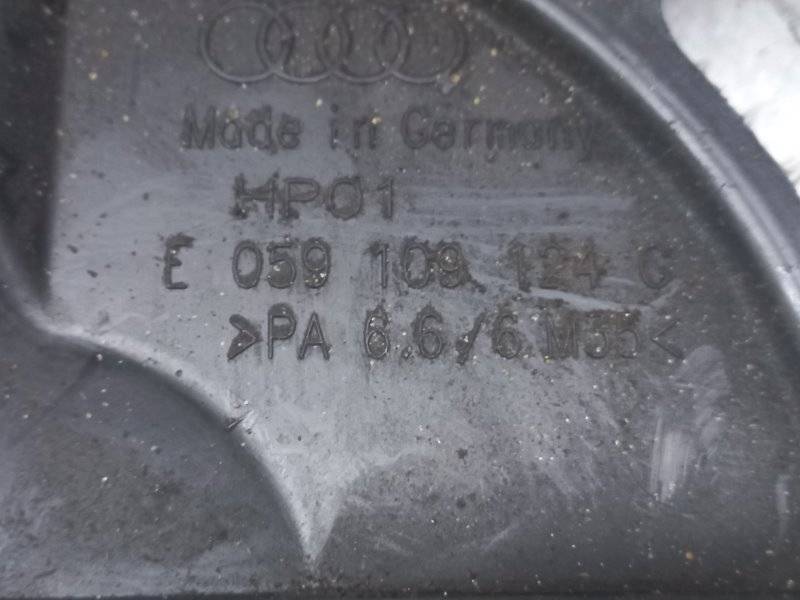 Made in Germany
HP01
E 059 109 124 C
>PA 6.6/6 M35<